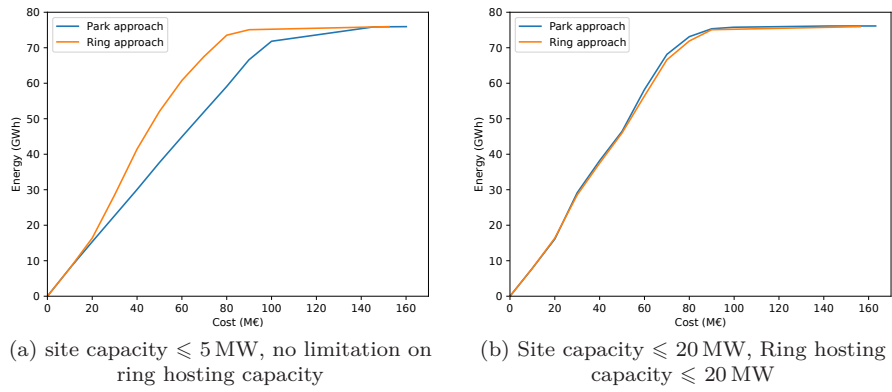 80
70
60
50
40
30
20
10
0
Energy (GWh)
Park approach
Ring approach
0 20 40 60 80 100 120 140 160
Cost (M€)
(a) site capacity ⩽ 5 MW, no limitation on
ring hosting capacity
80
70
60
50
40
30
20
10
0
Energy (GWh)
Park approach
Ring approach
0 20 40 60 80 100 120 140 160
Cost (M€)
(b) Site capacity ⩽ 20 MW, Ring hosting
capacity ⩽ 20 MW